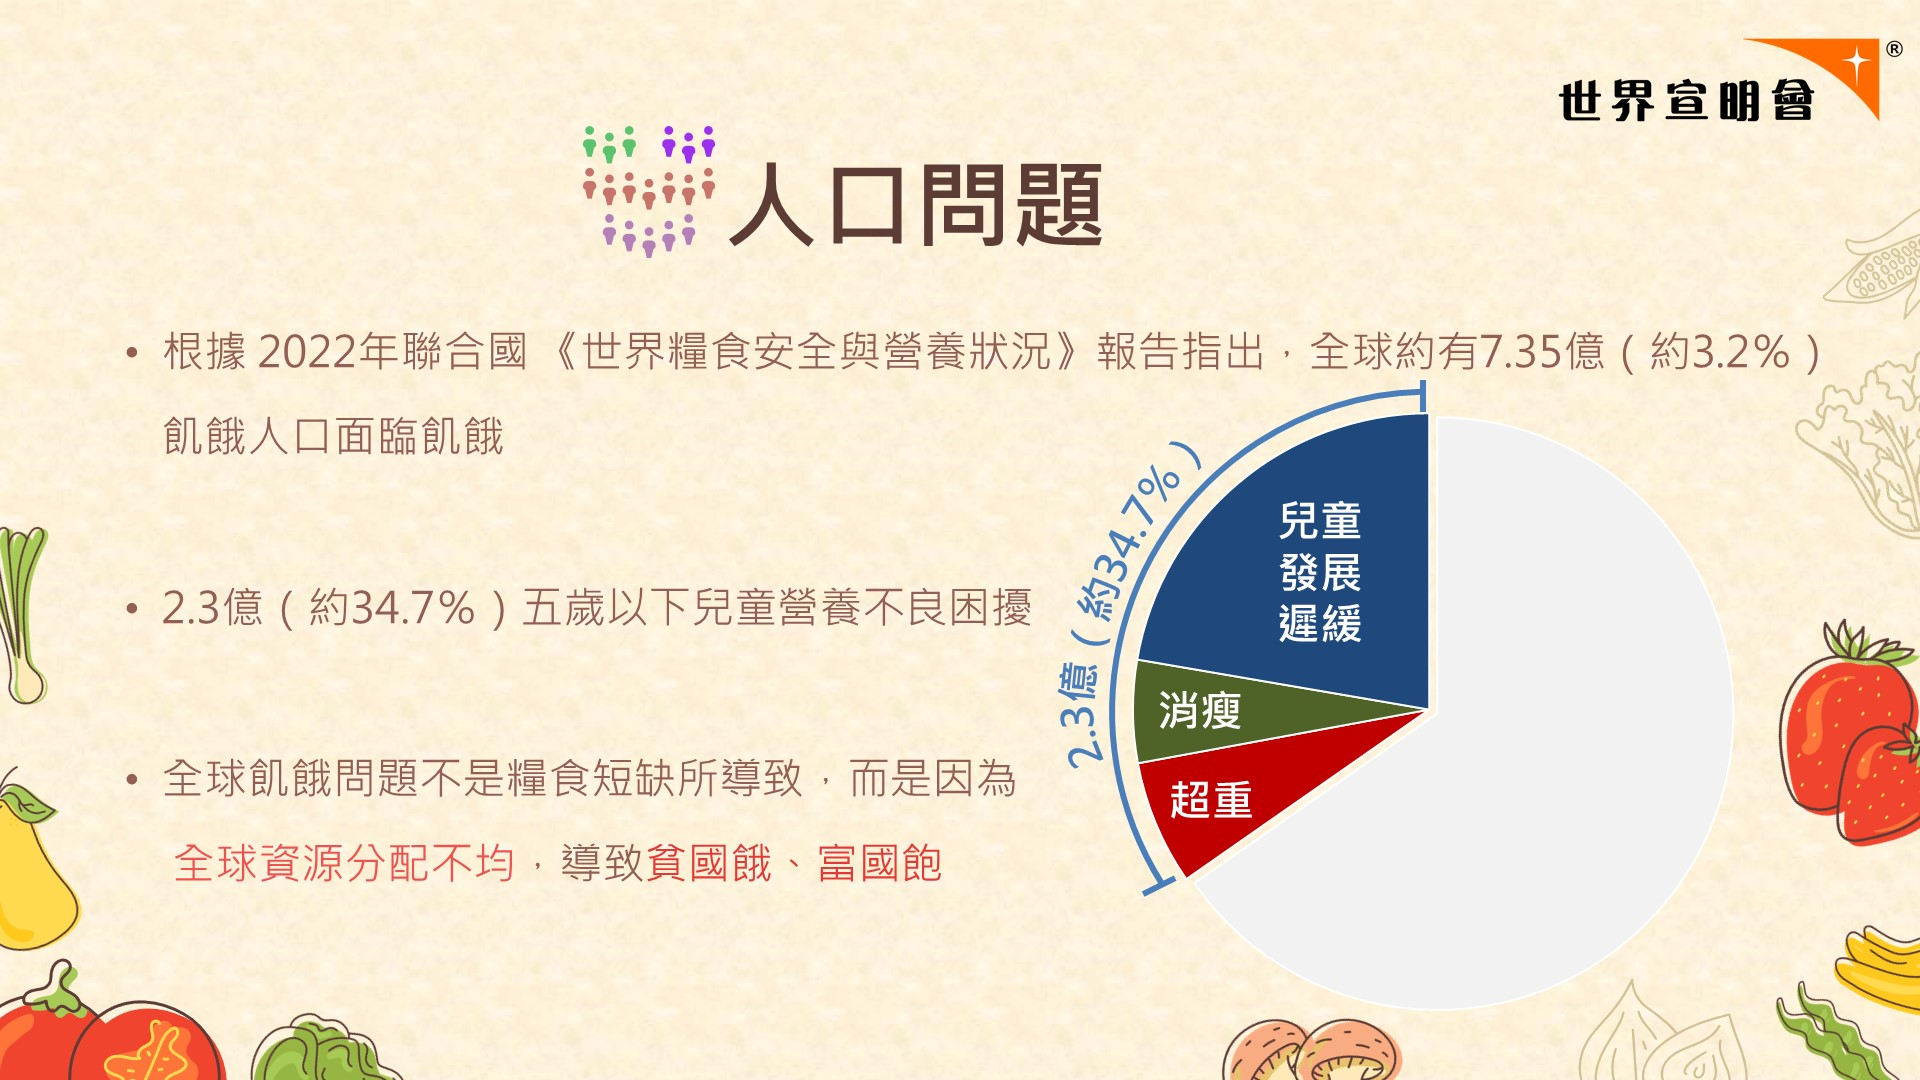 世界宣明會®
人口問題
• 根據 2022年聯合國 《世界糧食安全與營養狀況》報告指出，全球約有7.35億（約3.2%）
飢餓人口面臨飢餓
• 2.3億（約34.7%）五歲以下兒童營養不良困擾
• 全球飢餓問題不是糧食短缺所導致，而是因為
全球資源分配不均，導致貧國餓、富國飽
2.3億（約34.7%）
兒童
發展
遲緩
消瘦
超重